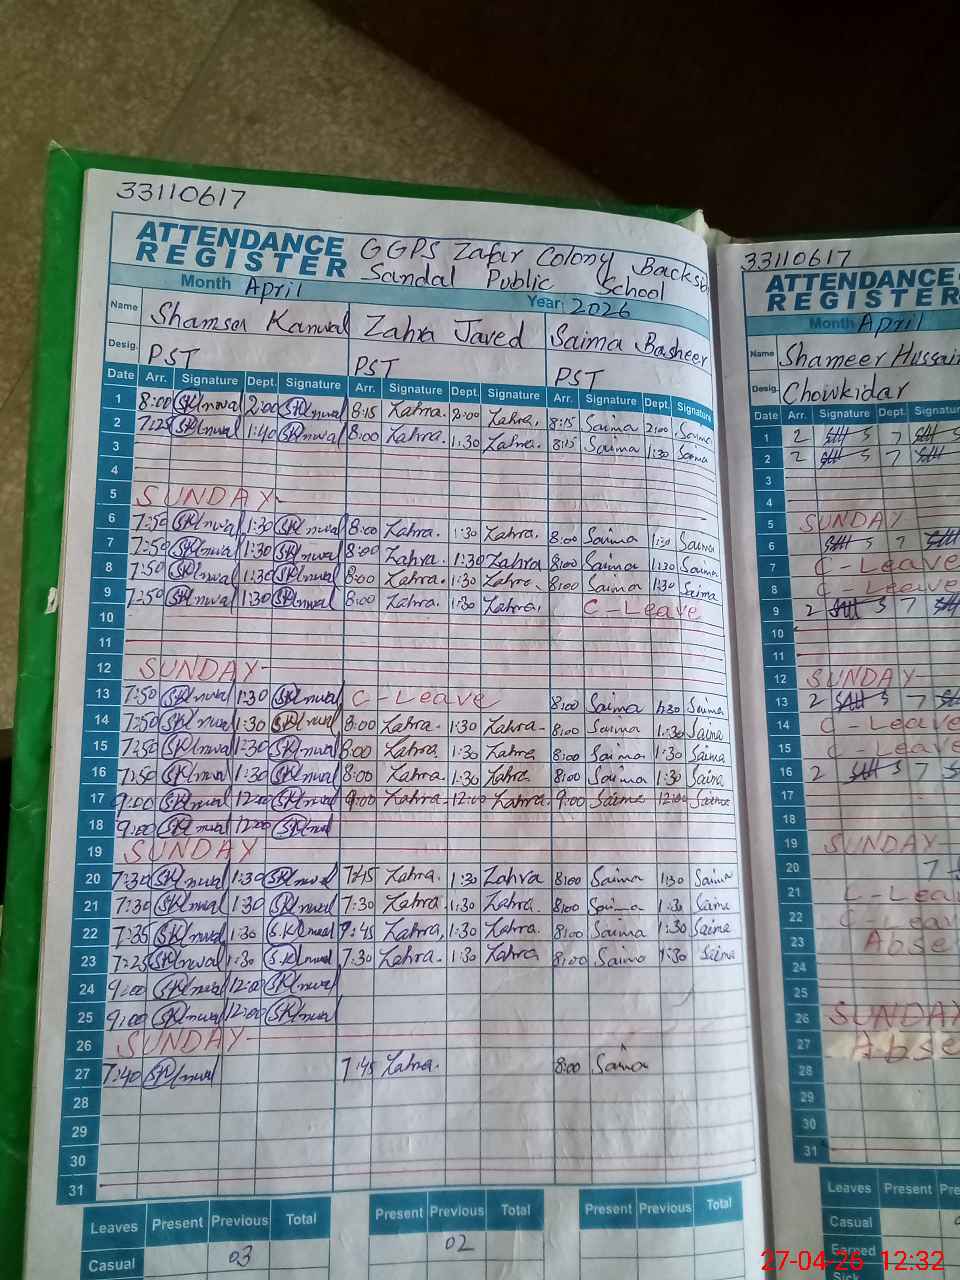 33110617
ATTENDANCE REGISTER GGPS Zafar Colony Backside
Sandal Public School
Month April Year 2026
Name Shamsa Kanwal Zahra Javed Saima Basheer
Desig. PST PST PST
Date Arr. Signature Dept. Signature Arr. Signature Dept. Signature Arr. Signature Dept. Signature
1 8:00 2:00 8:15 Zahra. 2:00 Zahra. 8:15 Saima 2:00 Saima
2 7:25 1:40 8:00 Zahra. 1:30 Zahra. 8:15 Saima 1:30 Saima
3
4
5 SUNDAY
6 7:50 1:30 8:00 Zahra. 1:30 Zahra. 8:00 Saima 1:30 Saima
7 7:50 1:30 8:00 Zahra. 1:30 Zahra 8:00 Saima 1:30 Saima
8 7:50 1:30 8:00 Zahra. 1:30 Zahra. 8:00 Saima 1:30 Saima
9 7:50 1:30 8:00 Zahra. 1:30 Zahra. C-Leave
10
11
12 SUNDAY
13 7:50 1:30 C-Leave 8:00 Saima 1:30 Saima
14 7:50 1:30 8:00 Zahra. 1:30 Zahra. 8:00 Saima 1:30 Saima
15 7:50 1:30 8:00 Zahra. 1:30 Zahra 8:00 Saima 1:30 Saima
16 7:50 1:30 8:00 Zahra. 1:30 Zahra. 8:00 Saima 1:30 Saima
17 9:00 12:00 9:00 Zahra. 12:00 Zahra. 9:00 Saima 12:00 Saima
18 9:00 12:00
19 SUNDAY
20 7:30 1:30 7:45 Zahra. 1:30 Zahra 8:00 Saima 1:30 Saima
21 7:30 1:30 7:30 Zahra. 1:30 Zahra. 8:00 Saima 1:30 Saima
22 7:35 1:30 7:45 Zahra. 1:30 Zahra. 8:00 Saima 1:30 Saima
23 7:25 1:30 7:30 Zahra. 1:30 Zahra 8:00 Saima 1:30 Saima
24 9:00 12:00
25 9:00 12:00
26 SUNDAY
27 7:40 7:45 Zahra. 8:00 Saima
28
29
30
31
Leaves Present Previous Total Present Previous Total Present Previous Total
Casual 03 02
33110617
ATTENDANCE
REGISTER
Month April
Name Shameer Hussain
Desig. Chowkidar
Date Arr. Signature Dept.
1 2 7
2 2 7
3
4
5 SUNDAY
6 7
7 C-Leave
8 C-Leave
9 2 7
10
11
12 SUNDAY
13 2 7
14 C-Leave
15 C-Leave
16 2 7
17
18
19 SUNDAY
20 7
21 C-Leave
22 C-Leave
23
24
25
26 SUNDAY
27
28
29
30
31
Leaves Present
Casual
Earned
27-04-26 12:32